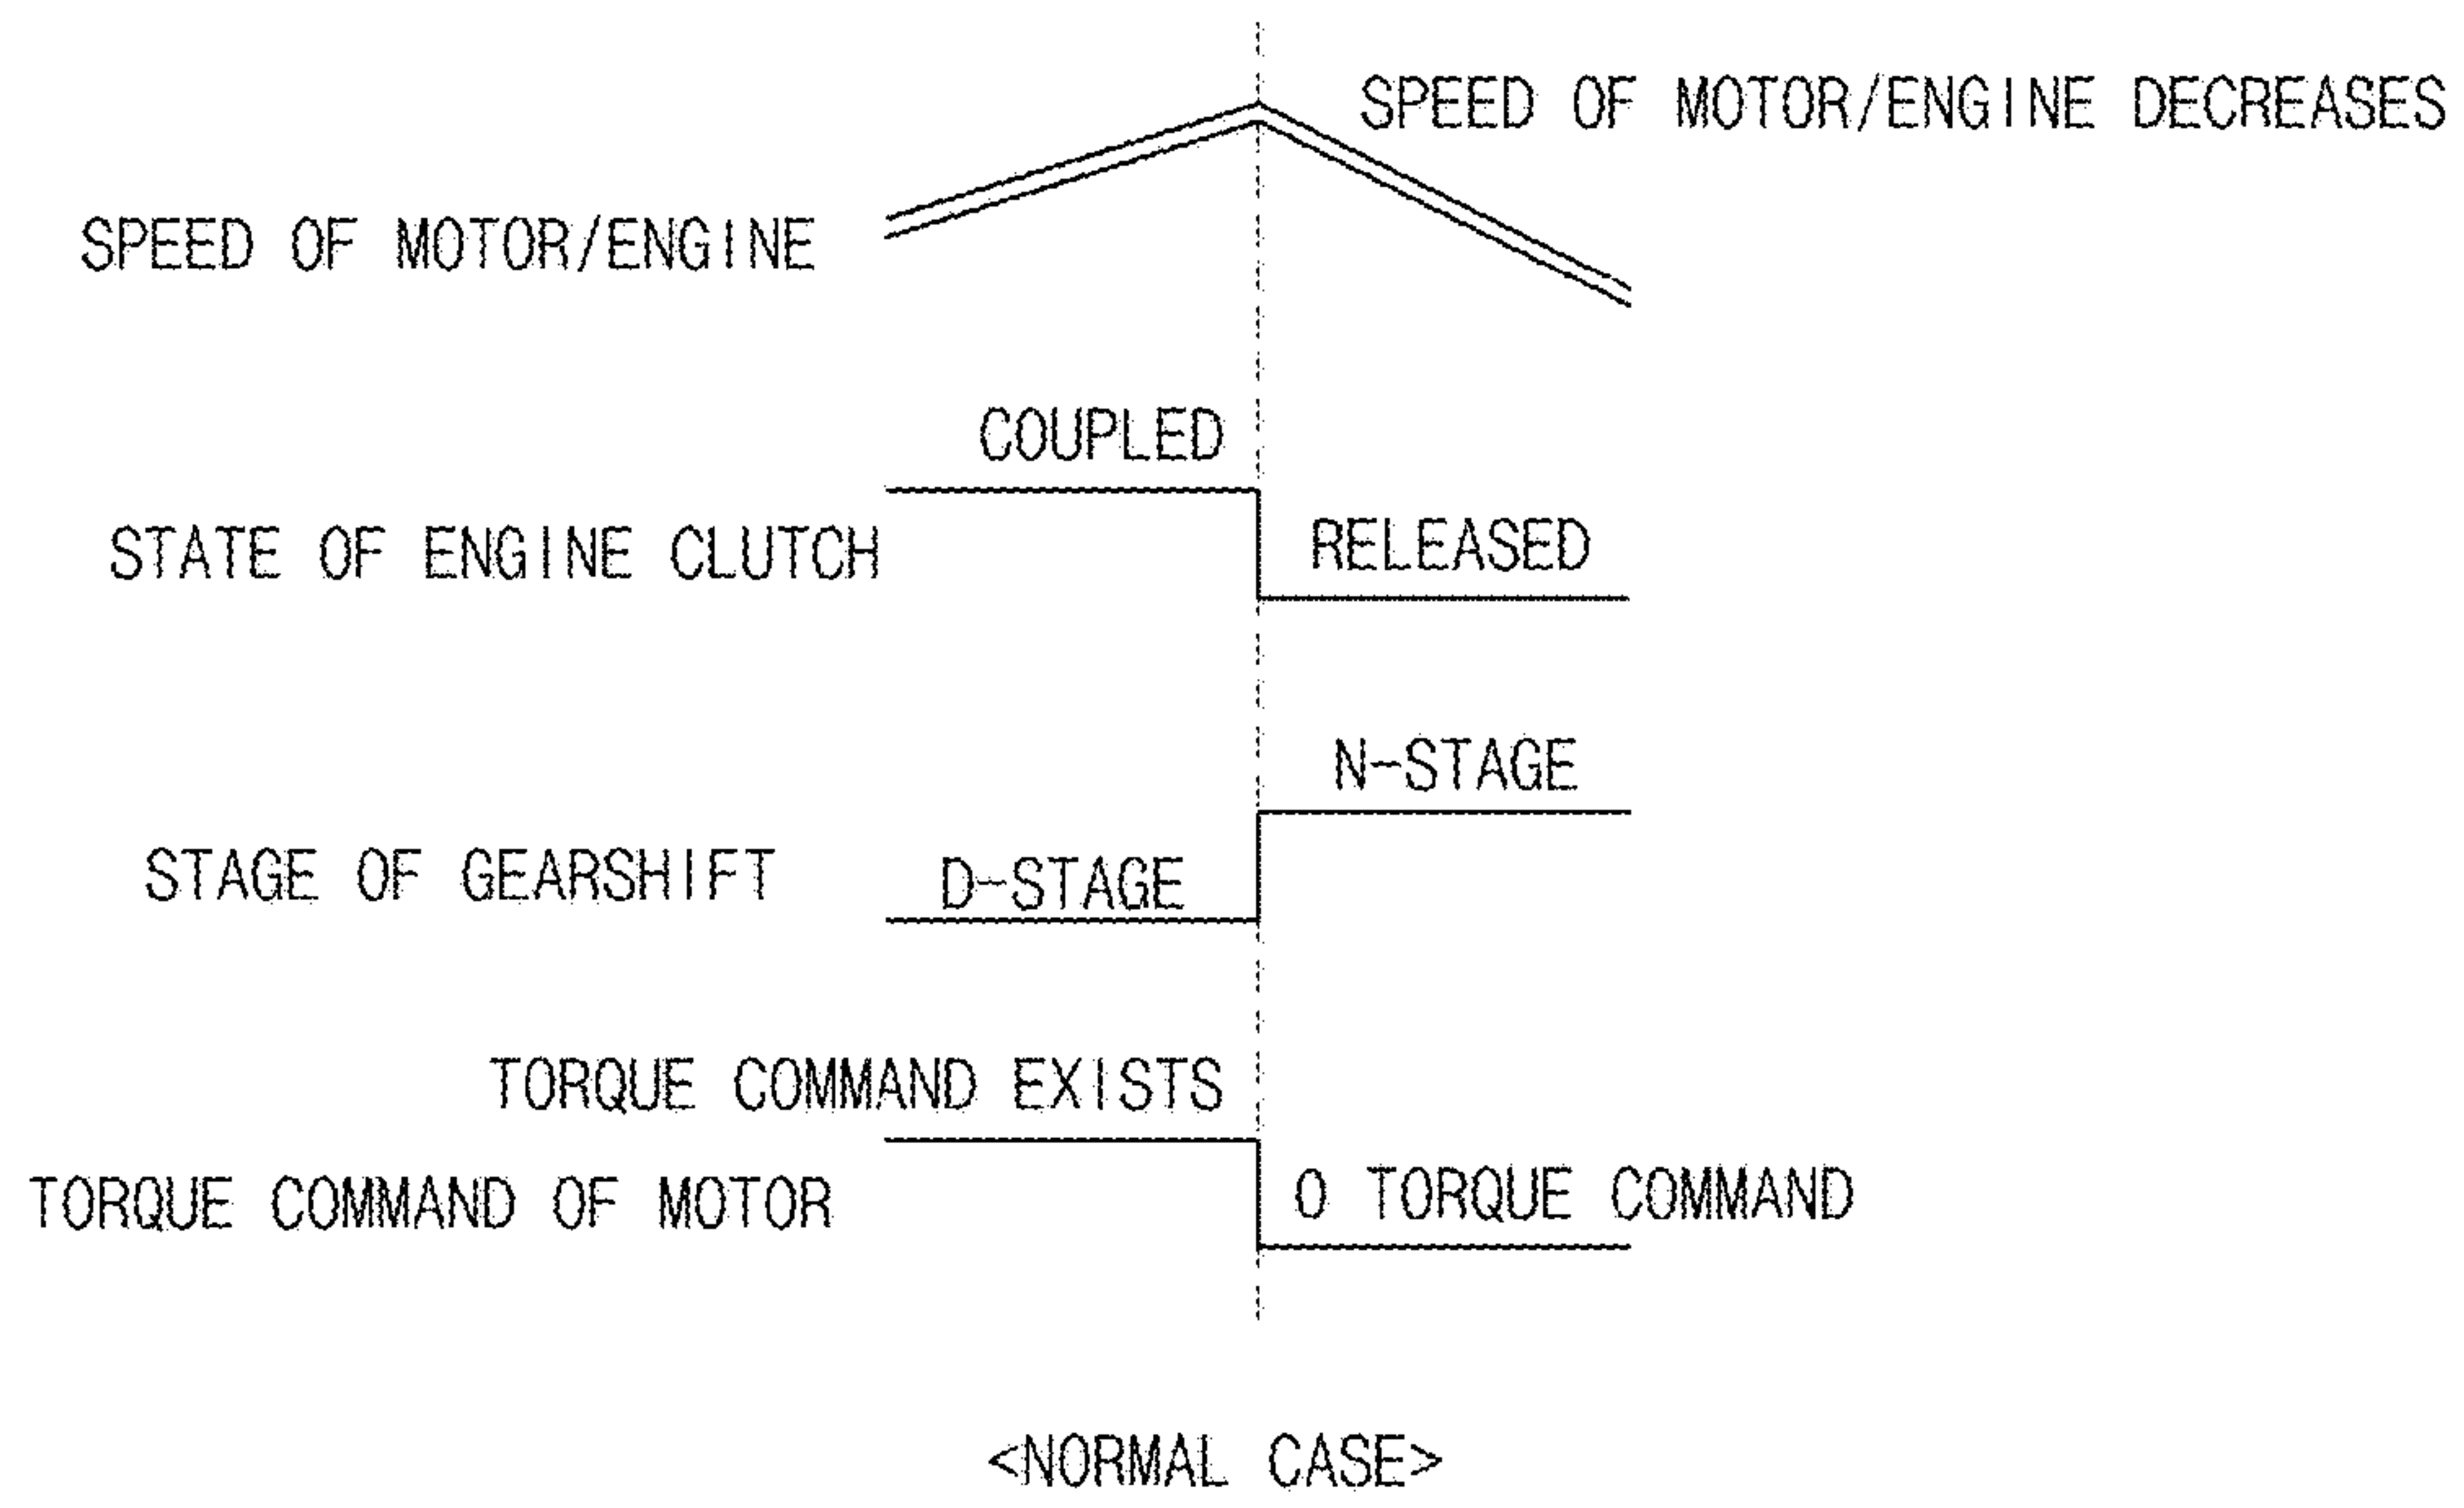 SPEED OF MOTOR/ENGINE DECREASES
SPEED OF MOTOR/ENGINE
COUPLED
RELEASED
STATE OF ENGINE CLUTCH
N-STAGE
D-STAGE
STAGE OF GEARSHIFT
TORQUE COMMAND EXISTS
0 TORQUE COMMAND
TORQUE COMMAND OF MOTOR
<NORMAL CASE>